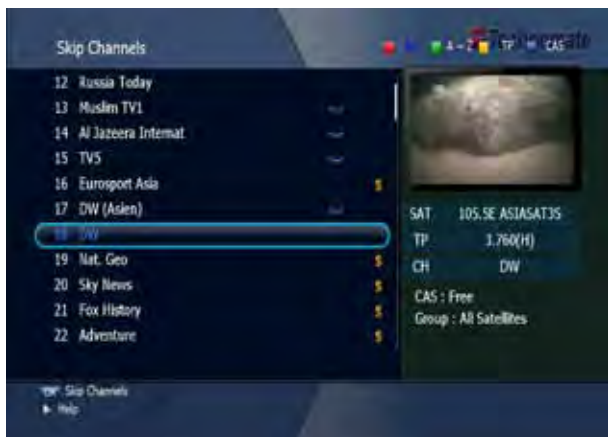 Skip Channels
A ~ Z TP CAS
12 Russia Today
13 Muslim TV1
14 Al Jazeera Internat
15 TV5
16 Eurosport Asia $
17 DW (Asien)
18 DW
19 Nat. Geo $
20 Sky News $
21 Fox History $
22 Adventure $
SAT 105.5E ASIASAT3S
TP 3.760(H)
CH DW
CAS : Free
Group : All Satellites
Skip Channels
Help